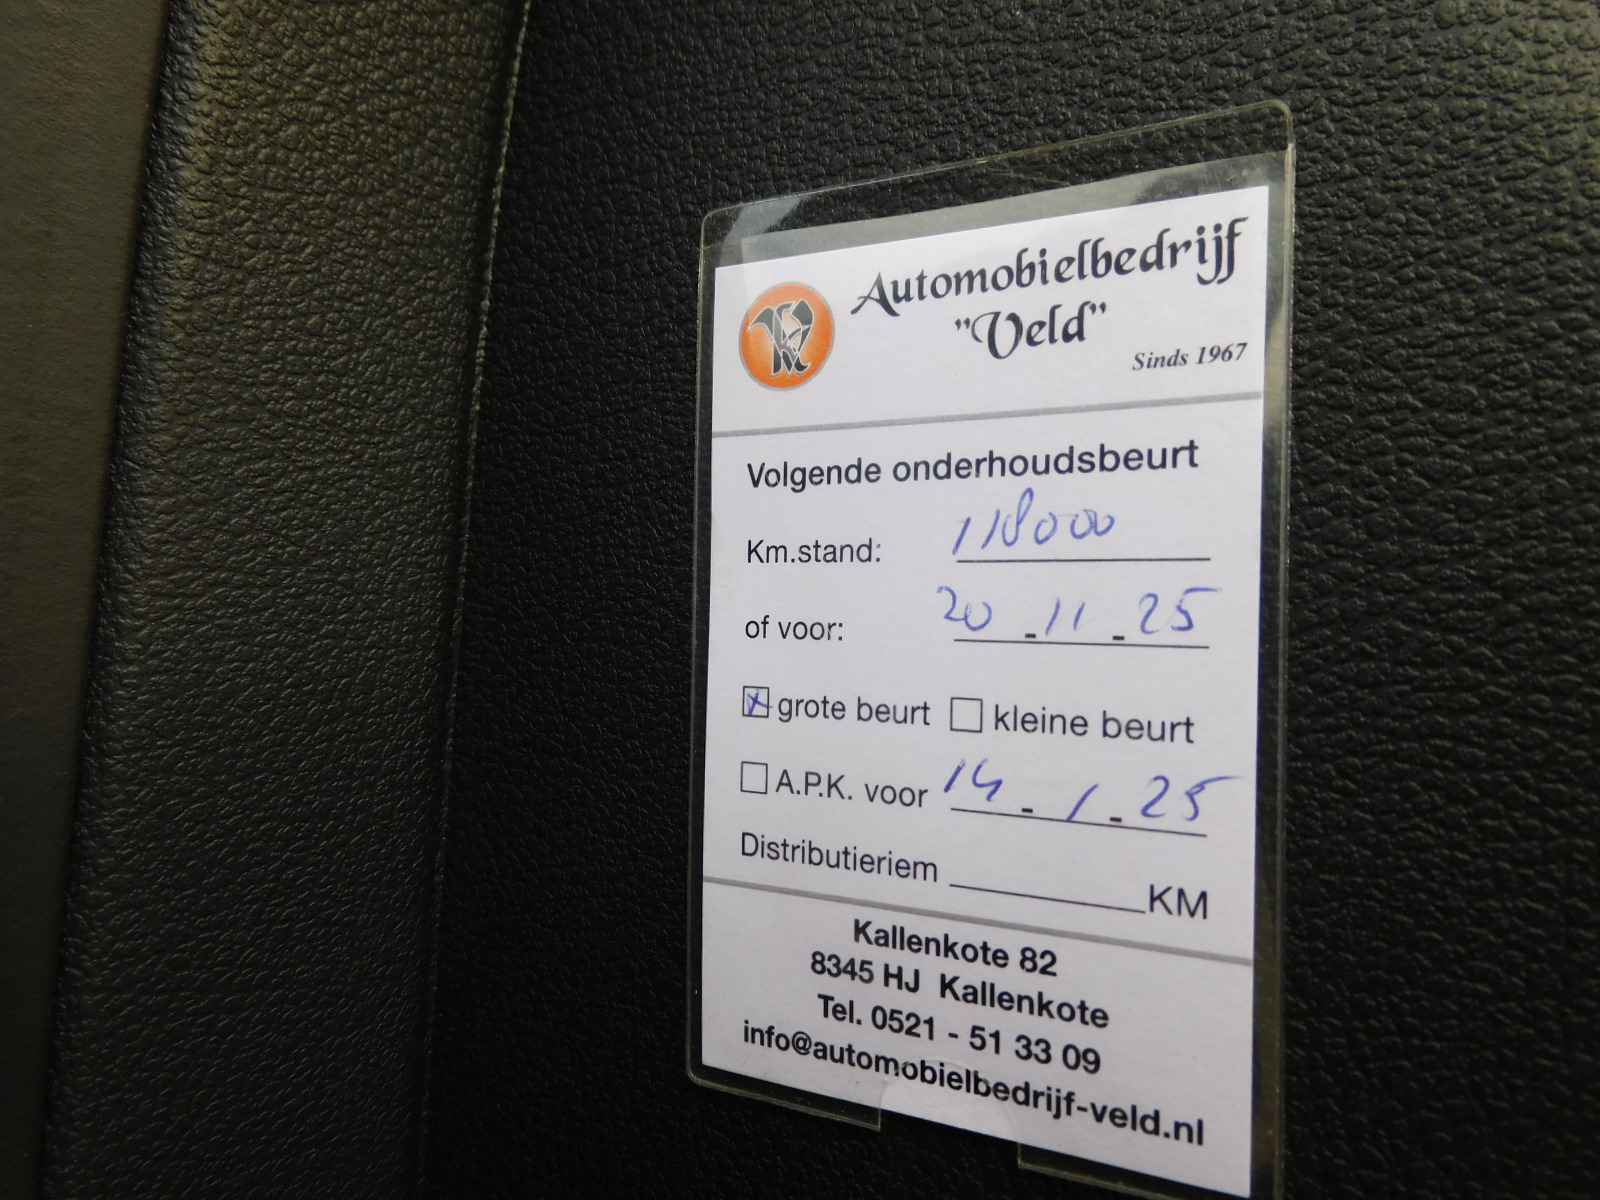 Automobielbedrijf
"Veld"
Sinds 1967
Volgende onderhoudsbeurt
Km.stand: 118000
of voor: 20-11-25
grote beurt kleine beurt
A.P.K. voor 14-1-25
Distributieriem ______ KM
Kallenkote 82
8345 HJ Kallenkote
Tel. 0521 - 51 33 09
info@automobielbedrijf-veld.nl